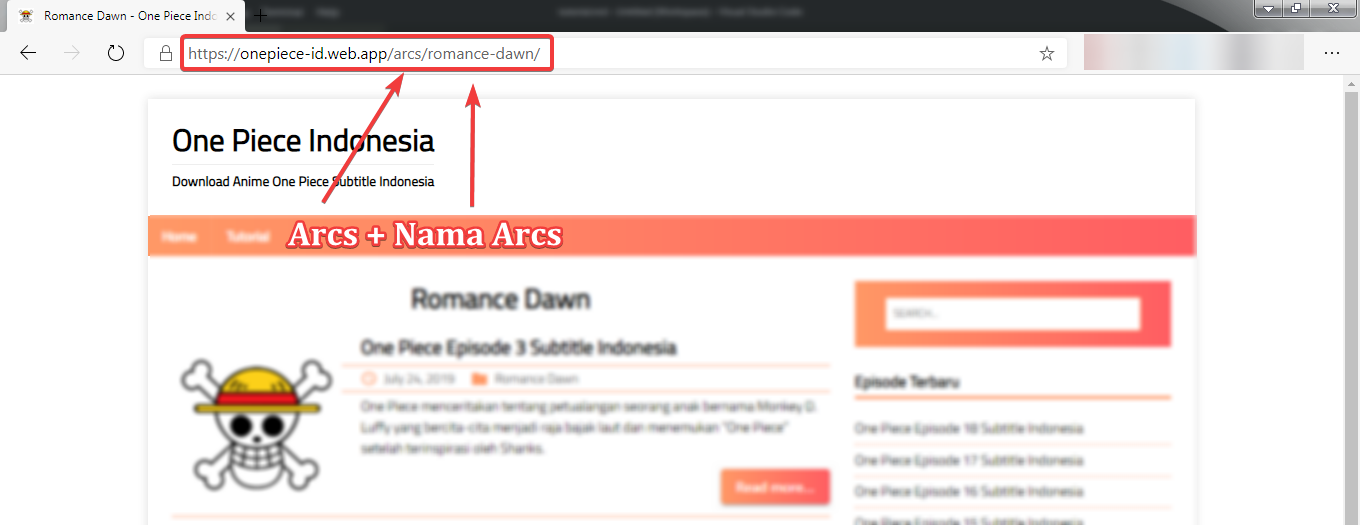 Romance Dawn - One Piece Indo
https://onepiece-id.web.app/arcs/romance-dawn/
One Piece Indonesia
Download Anime One Piece Subtitle Indonesia
Home Tutorial
Arcs + Nama Arcs
Romance Dawn
One Piece Episode 3 Subtitle Indonesia
July 24, 2019 Romance Dawn
One Piece menceritakan tentang petualangan seorang anak bernama Monkey D.
Luffy yang bercita-cita menjadi raja bajak laut dan menemukan "One Piece"
setelah terinspirasi oleh Shanks.
Read more...
SEARCH...
Episode Terbaru
One Piece Episode 18 Subtitle Indonesia
One Piece Episode 17 Subtitle Indonesia
One Piece Episode 16 Subtitle Indonesia
One Piece Episode 15 Subtitle Indonesia